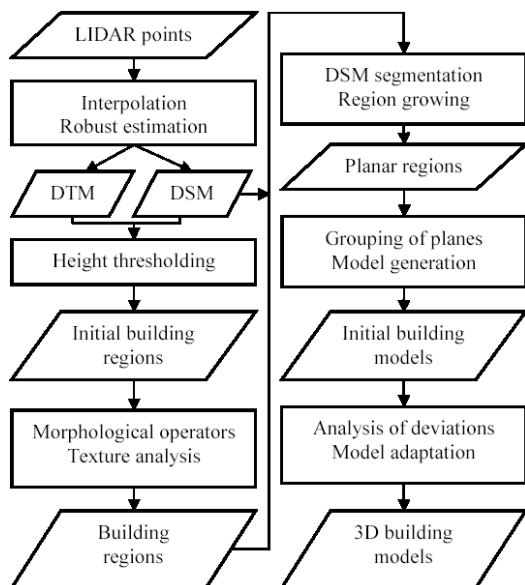 LIDAR points
Interpolation
Robust estimation
DTM
DSM
Height thresholding
Initial building
regions
Morphological operators
Texture analysis
Building
regions
DSM segmentation
Region growing
Planar regions
Grouping of planes
Model generation
Initial building
models
Analysis of deviations
Model adaptation
3D building
models